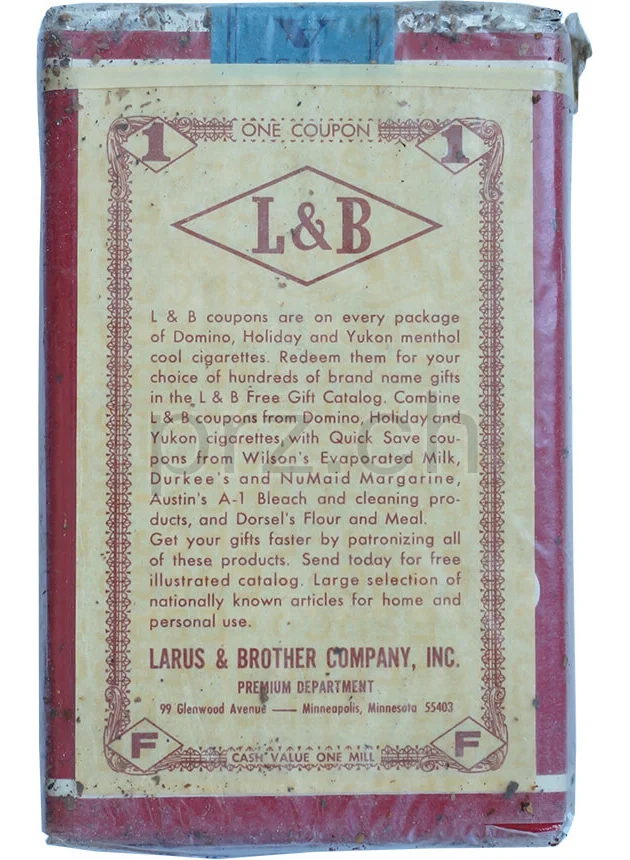 1 ONE COUPON 1
L & B
L & B coupons are on every package
of Domino, Holiday and Yukon menthol
cool cigarettes. Redeem them for your
choice of hundreds of brand name gifts
in the L & B Free Gift Catalog. Combine
L & B coupons from Domino, Holiday and
Yukon cigarettes with Quick Save cou-
pons from Wilson's Evaporated Milk,
Durkee's and NuMaid Margarine,
Austin's A-1 Bleach and cleaning pro-
ducts, and Dorsel's Flour and Meal.
Get your gifts faster by patronizing all
of these products. Send today for free
illustrated catalog. Large selection of
nationally known articles for home and
personal use.
LARUS & BROTHER COMPANY, INC.
PREMIUM DEPARTMENT
99 Glenwood Avenue — Minneapolis, Minnesota 55403
F CASH VALUE ONE MILL F
prz.ch